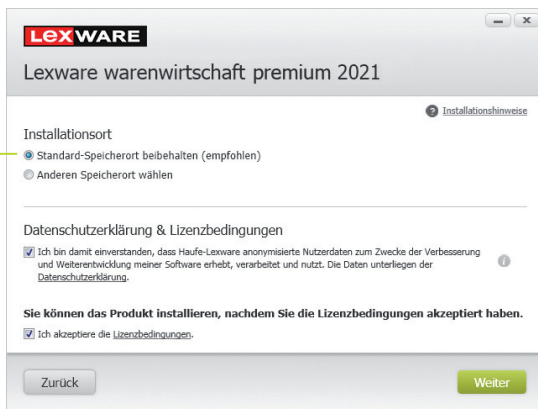 LEXWARE
Lexware warenwirtschaft premium 2021
Installationshinweise
Installationsort
Standard-Speicherort beibehalten (empfohlen)
Anderen Speicherort wählen
Datenschutzerklärung & Lizenzbedingungen
Ich bin damit einverstanden, dass Haufe-Lexware anonymisierte Nutzerdaten zum Zwecke der Verbesserung
und Weiterentwicklung meiner Software erhebt, verarbeitet und nutzt. Die Daten unterliegen der
Datenschutzerklärung.
Sie können das Produkt installieren, nachdem Sie die Lizenzbedingungen akzeptiert haben.
Ich akzeptiere die Lizenzbedingungen.
Zurück
Weiter